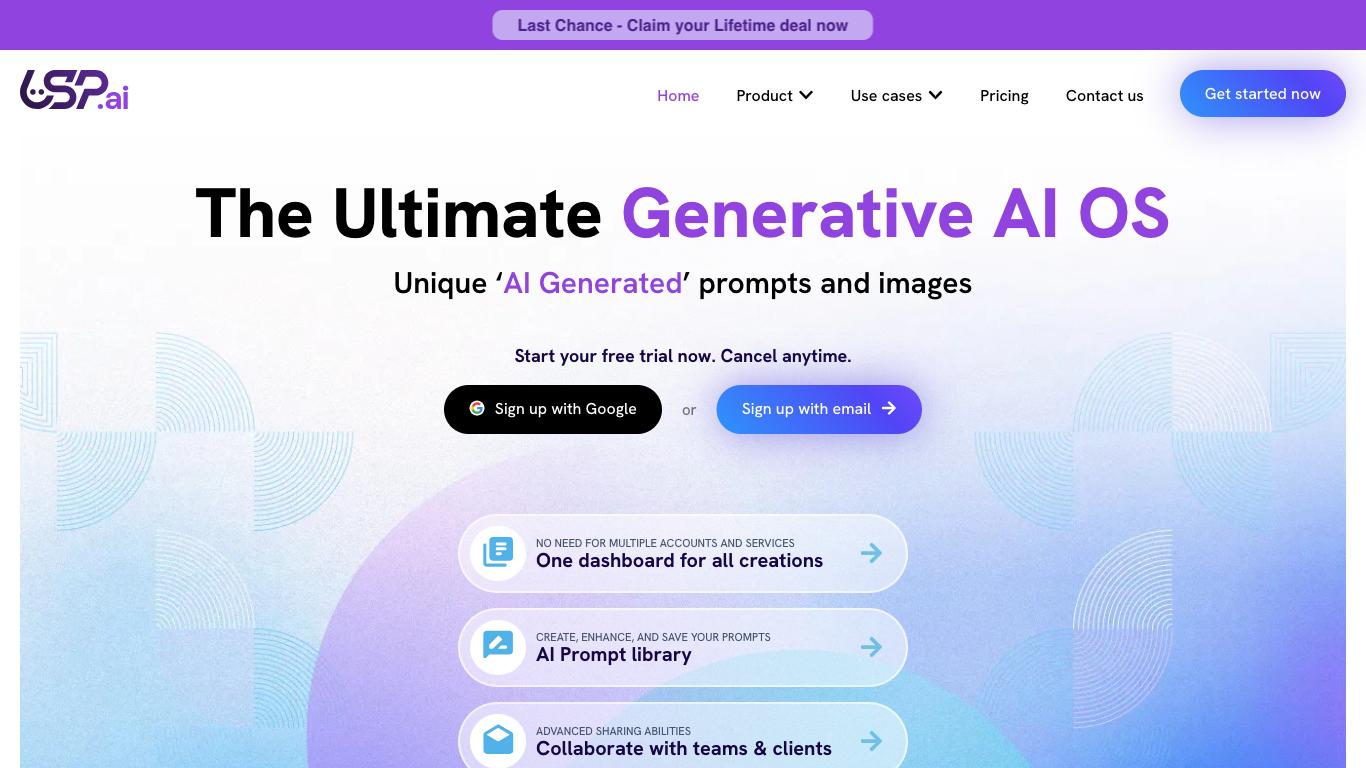 Last Chance - Claim your Lifetime deal now
USP.ai
Home
Product
Use cases
Pricing
Contact us
Get started now
The Ultimate Generative AI OS
Unique ‘AI Generated’ prompts and images
Start your free trial now. Cancel anytime.
Sign up with Google
or
Sign up with email
NO NEED FOR MULTIPLE ACCOUNTS AND SERVICES
One dashboard for all creations
CREATE, ENHANCE, AND SAVE YOUR PROMPTS
AI Prompt library
ADVANCED SHARING ABILITIES
Collaborate with teams & clients